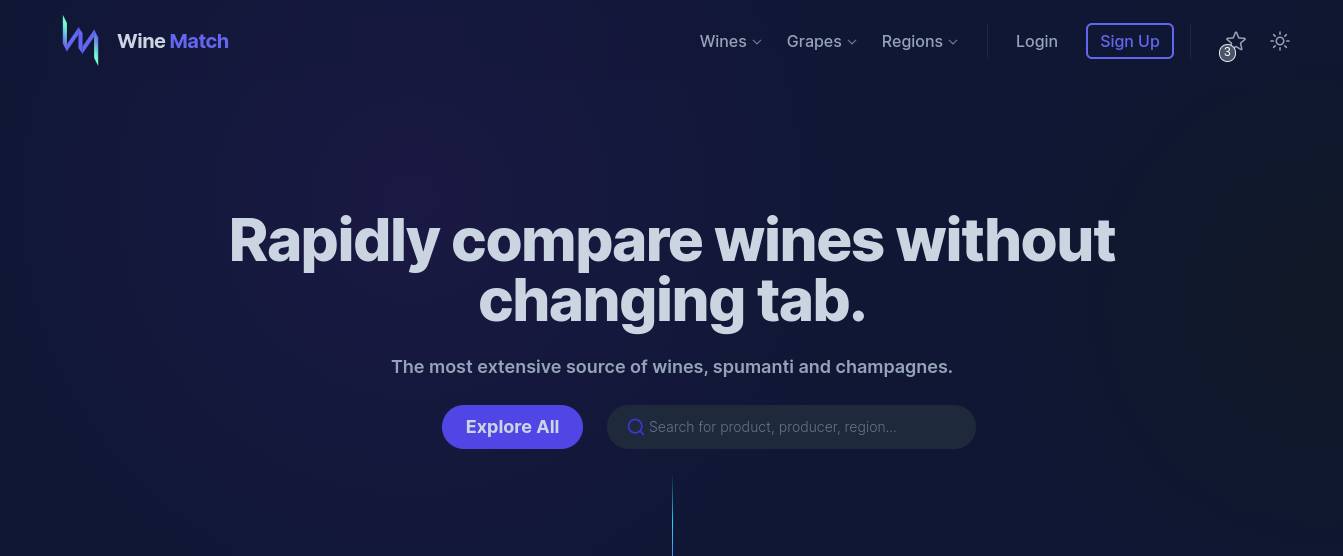 Wine Match
Wines
Grapes
Regions
Login
Sign Up
3
Rapidly compare wines without
changing tab.
The most extensive source of wines, spumanti and champagnes.
Explore All
Search for product, producer, region...